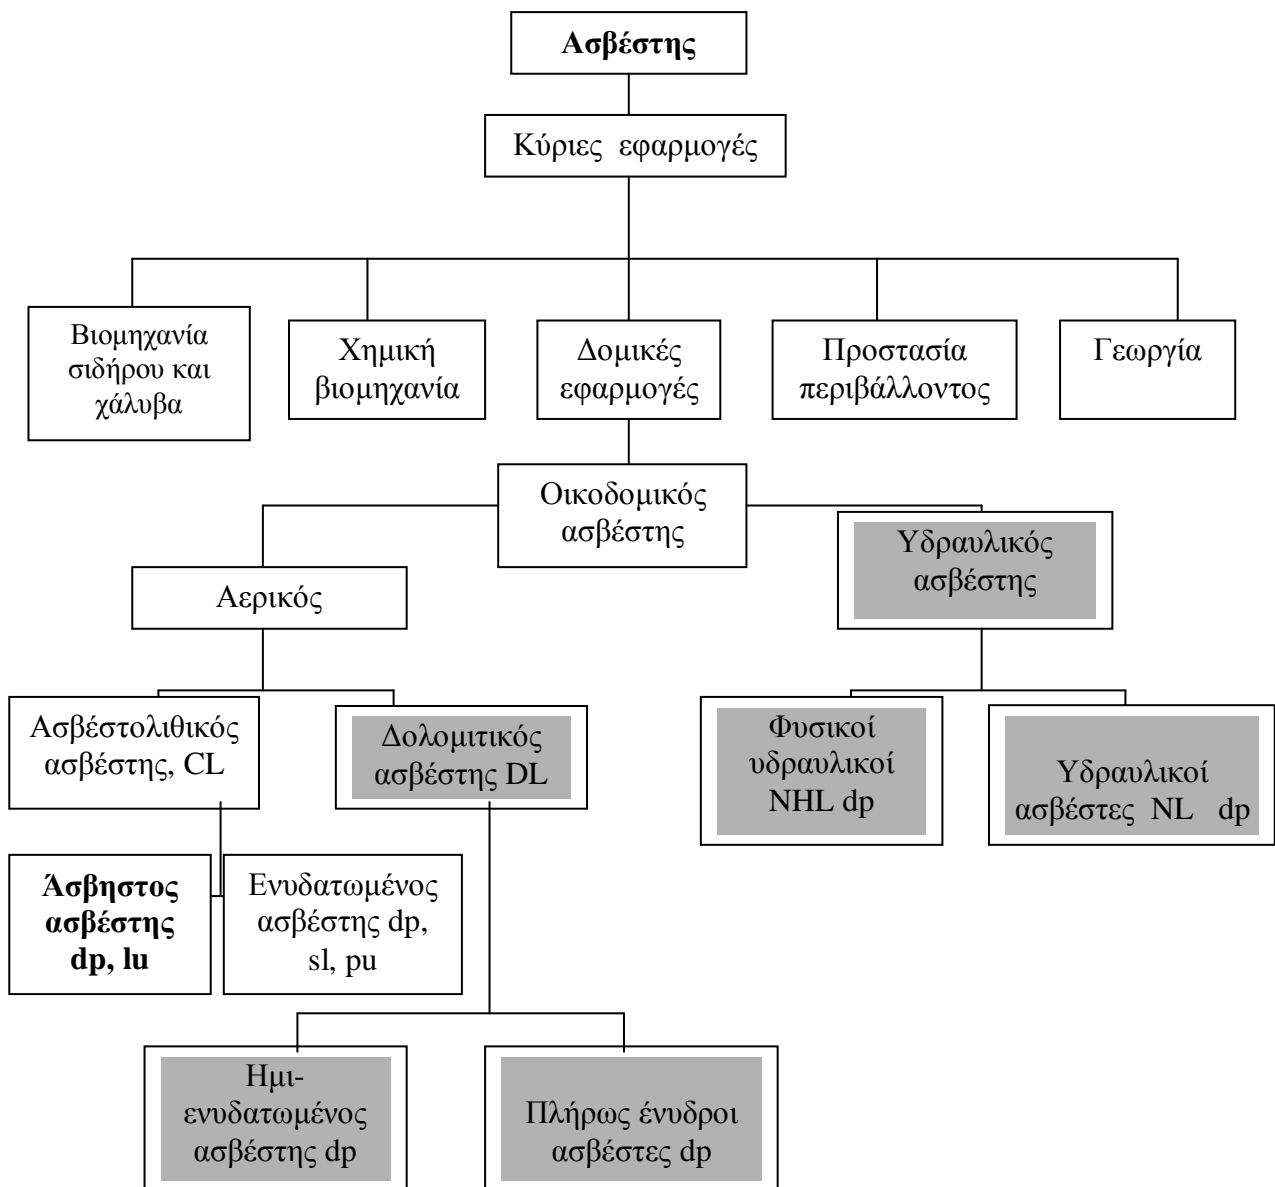 Ασβέστης
Κύριες εφαρμογές
Βιομηχανία
σιδήρου και
χάλυβα
Χημική
βιομηχανία
Δομικές
εφαρμογές
Προστασία
περιβάλλοντος
Γεωργία
Οικοδομικός
ασβέστης
Υδραυλικός
ασβέστης
Αερικός
Ασβέστολιθικός
ασβέστης, CL
Δολομιτικός
ασβέστης DL
Φυσικοί
υδραυλικοί
NHL dp
Υδραυλικοί
ασβέστες NL dp
Άσβηστος
ασβέστης
dp, lu
Ενυδατωμένος
ασβέστης dp,
sl, pu
Ημι-
ενυδατωμένος
ασβέστης dp
Πλήρως ένυδροι
ασβέστες dp